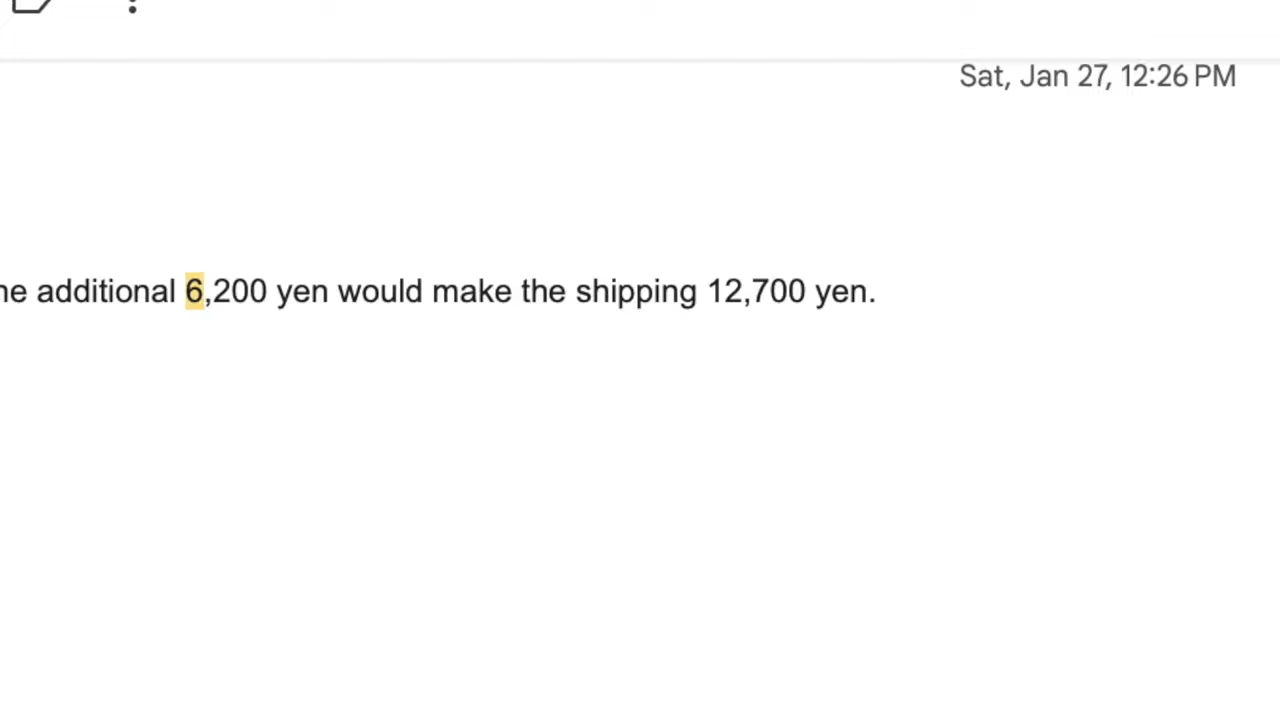 Sat, Jan 27, 12:26 PM
he additional 6,200 yen would make the shipping 12,700 yen.